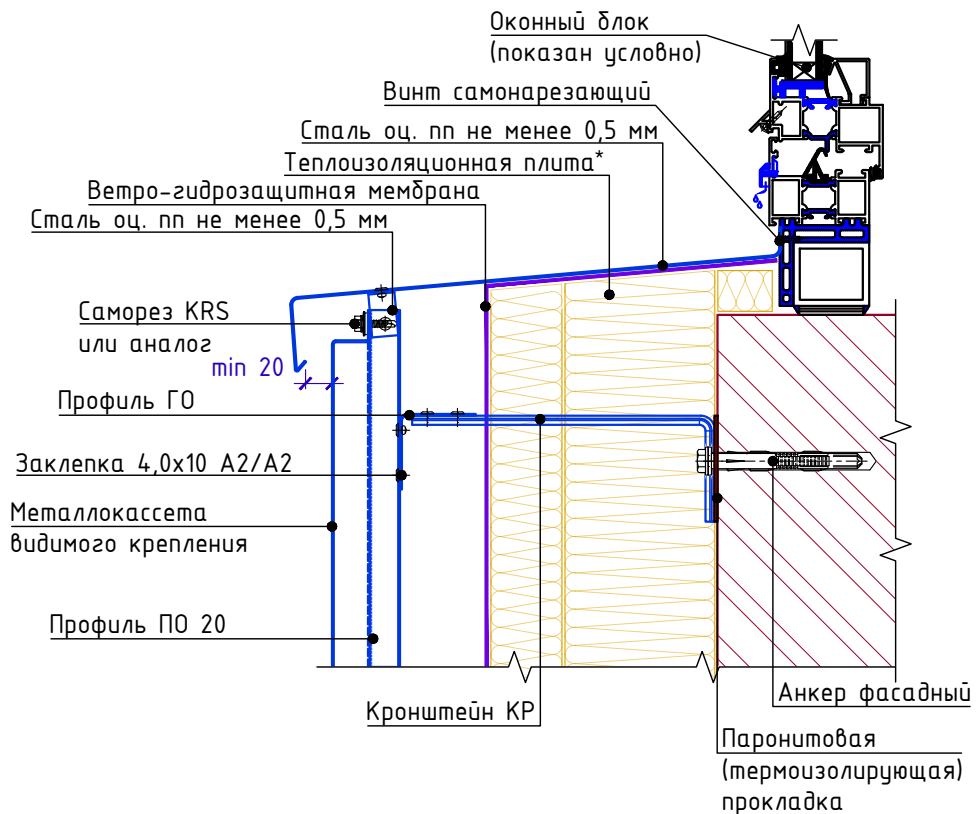 Оконный блок
(показан условно)
Винт самонарезающий
Сталь оц. пп не менее 0,5 мм
Теплоизоляционная плита*
Ветро-гидрозащитная мембрана
Сталь оц. пп не менее 0,5 мм
Саморез KRS
или аналог
min 20
Профиль ГО
Заклепка 4,0х10 А2/А2
Металлокассета
видимого крепления
Профиль ПО 20
Кронштейн КР
Анкер фасадный
Паронитовая
(термоизолирующая)
прокладка